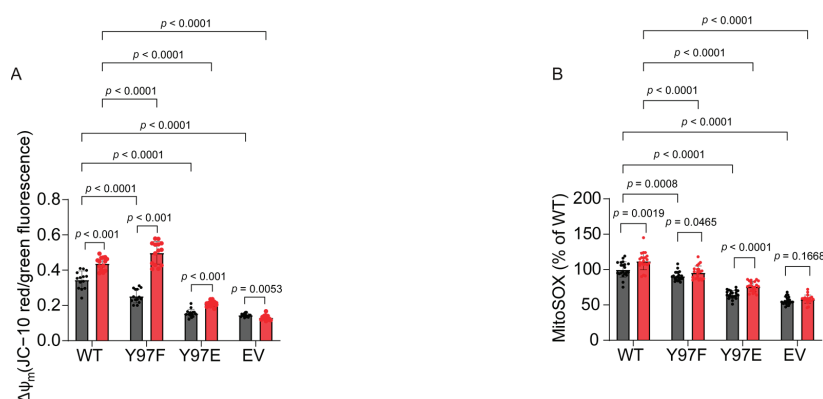 A
p < 0.0001
p < 0.0001
p < 0.0001
p < 0.0001
p < 0.0001
p < 0.0001
p < 0.001
p < 0.001
p < 0.001
p = 0.0053
Δψm(JC−10 red/green fluorescence)
0.8
0.6
0.4
0.2
0.0
WT Y97F Y97E EV
B
p < 0.0001
p < 0.0001
p < 0.0001
p < 0.0001
p < 0.0001
p = 0.0008
p = 0.0019
p = 0.0465
p < 0.0001
p = 0.1668
MitoSOX (% of WT)
200
150
100
50
0
WT Y97F Y97E EV